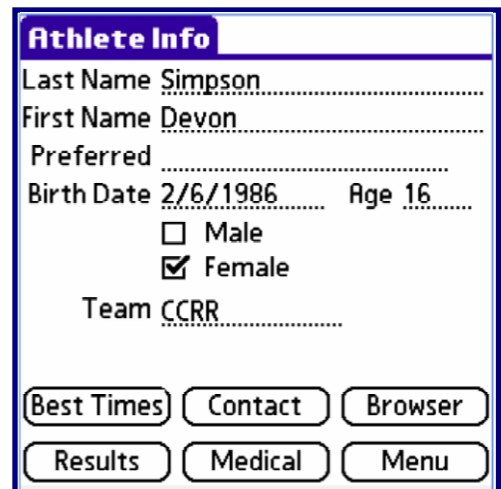 Athlete Info
Last Name Simpson
First Name Devon
Preferred
Birth Date 2/6/1986 Age 16
Male
Female
Team CCRR
Best Times Contact Browser
Results Medical Menu